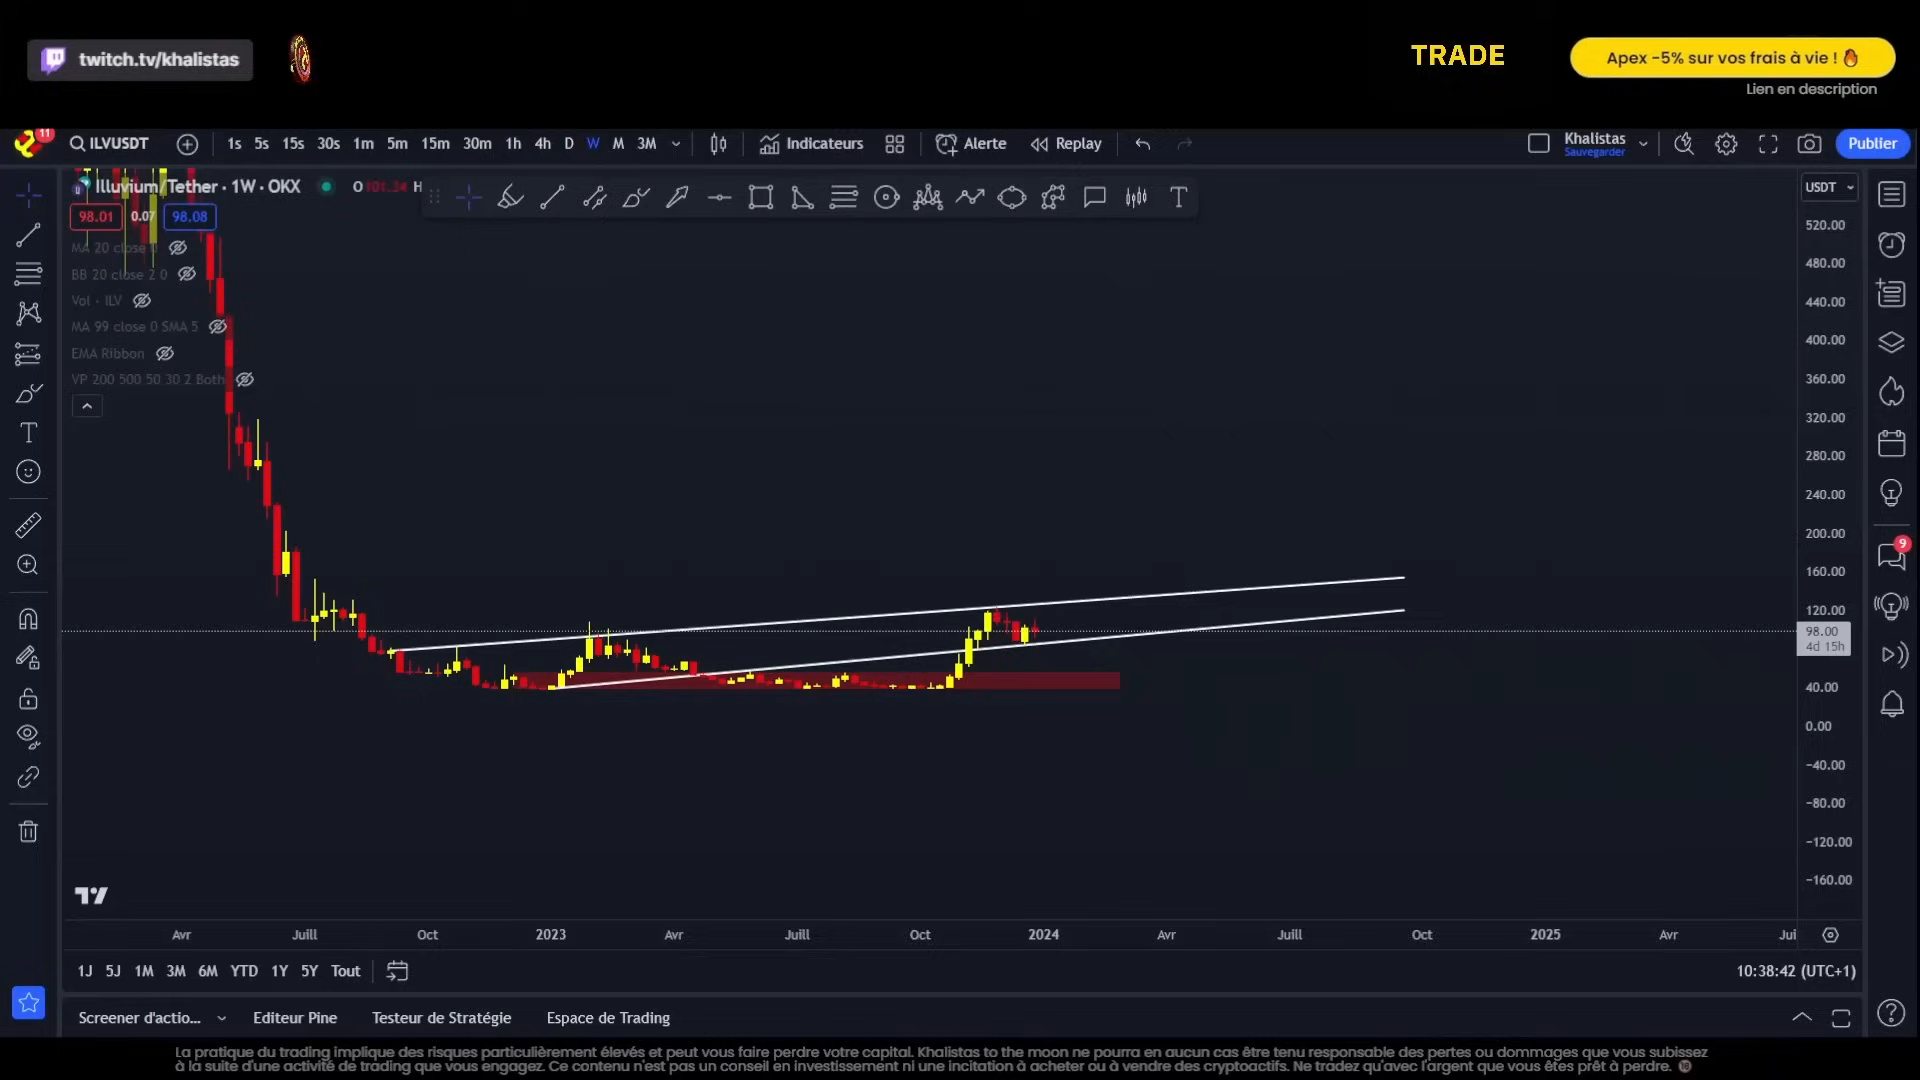 twitch.tv/khalistas
TRADE
Apex -5% sur vos frais à vie !
Lien en description
11
ILVUSDT
1s 5s 15s 30s 1m 5m 15m 30m 1h 4h D W M 3M
Indicateurs
Alerte
Replay
Khalistas
Sauvegarder
Publier
Illuvium/Tether · 1W · OKX
O
H
USDT
98.01 0.07 98.08
MA 20 close
BB 20 close 2 0
Vol · ILV
MA 99 close 0 SMA 5
EMA Ribbon
VP 200 500 50 30 2 Both
520.00
480.00
440.00
400.00
360.00
320.00
280.00
240.00
200.00
160.00
120.00
98.00
4d 15h
40.00
0.00
-40.00
-80.00
-120.00
-160.00
9
Avr Juill Oct 2023 Avr Juill Oct 2024 Avr Juill Oct 2025 Avr Jui
1J 5J 1M 3M 6M YTD 1Y 5Y Tout
10:38:42 (UTC+1)
Screener d'actio... Editeur Pine Testeur de Stratégie Espace de Trading
La pratique du trading implique des risques particulièrement élevés et peut vous faire perdre votre capital. Khalistas to the moon ne pourra en aucun cas être tenu responsable des pertes ou dommages que vous subissez
à la suite d'une activité de trading que vous engagez. Ce contenu n'est pas un conseil en investissement ni une incitation à acheter ou à vendre des cryptoactifs. Ne tradez qu'avec l'argent que vous êtes prêt à perdre.